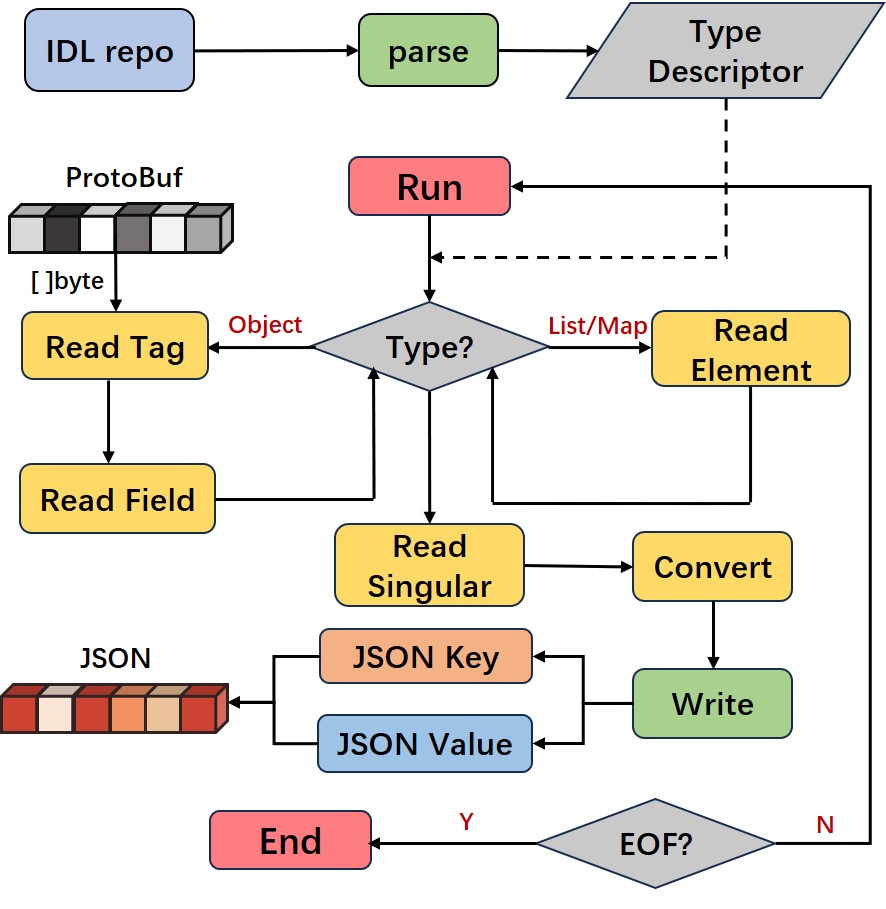 IDL repo
parse
Type
Descriptor
ProtoBuf
Run
[ ]byte
Read Tag
Object
Type?
List/Map
Read
Element
Read Field
Read
Singular
Convert
JSON
JSON Key
Write
JSON Value
End
Y
EOF?
N